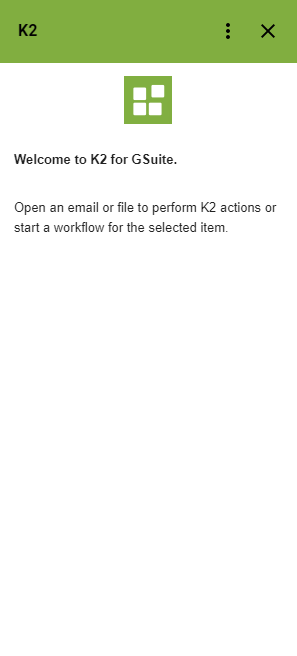 K2
Welcome to K2 for GSuite.
Open an email or file to perform K2 actions or
start a workflow for the selected item.